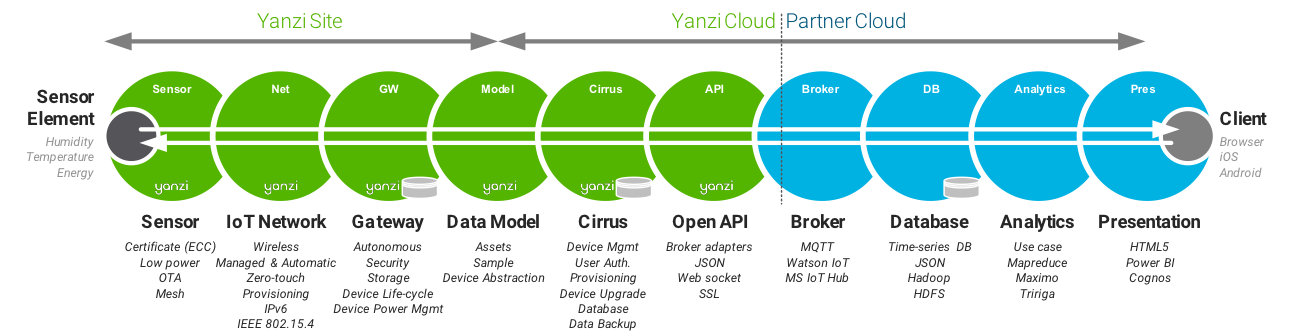 Yanzi Site
Yanzi Cloud
Partner Cloud
Sensor
Element
Humidity
Temperature
Energy
Sensor
Net
GW
Model
Cirrus
API
Broker
DB
Analytics
Pres
Client
Browser
iOS
Android
yanzi
yanzi
yanzi
yanzi
yanzi
yanzi
Sensor
Certificate (ECC)
Low power
OTA
Mesh
IoT Network
Wireless
Managed & Automatic
Zero-touch
Provisioning
IPv6
IEEE 802.15.4
Gateway
Autonomous
Security
Storage
Device Life-cycle
Device Power Mgmt
Data Model
Assets
Sample
Device Abstraction
Cirrus
Device Mgmt
User Auth.
Provisioning
Device Upgrade
Database
Data Backup
Open API
Broker adapters
JSON
Web socket
SSL
Broker
MQTT
Watson IoT
MS IoT Hub
Database
Time-series DB
JSON
Hadoop
HDFS
Analytics
Use case
Mapreduce
Maximo
Tririga
Presentation
HTML5
Power BI
Cognos